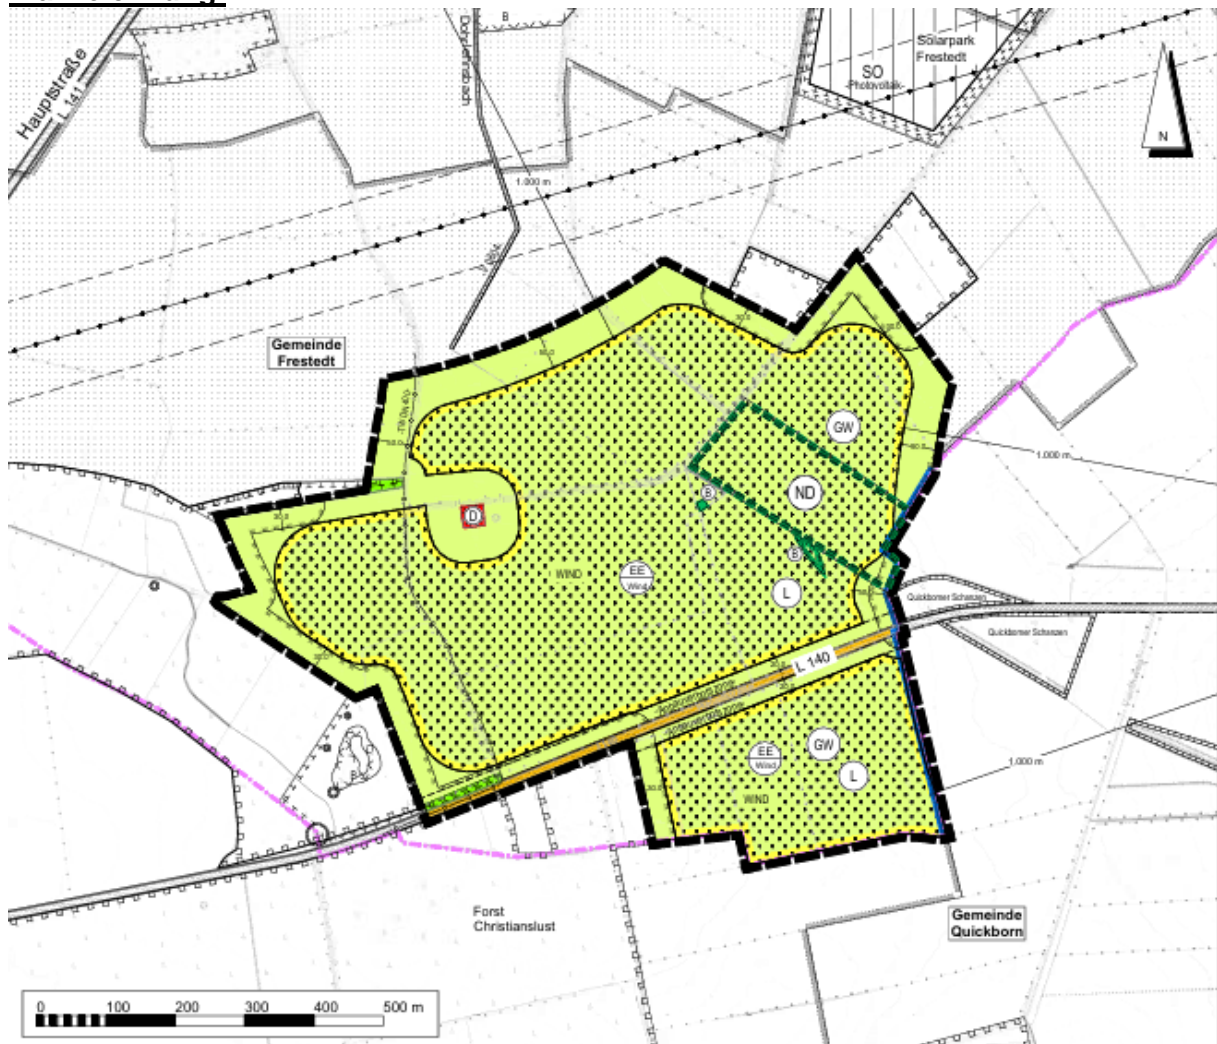 B
Solarpark
Frestedt
SO
-Photovoltaik-
Hauptstraße
L 141
N
1.000 m
Gemeinde
Frestedt
30,0
GW
1.000 m
ND
B
D
B
EE
Wind
WIND
L
Quickborner Schanzen
Quickborner Schanzen
L 140
EE
Wind
GW
L
WIND
B
1.000 m
Forst
Christianslust
Gemeinde
Quickborn
0 100 200 300 400 500 m